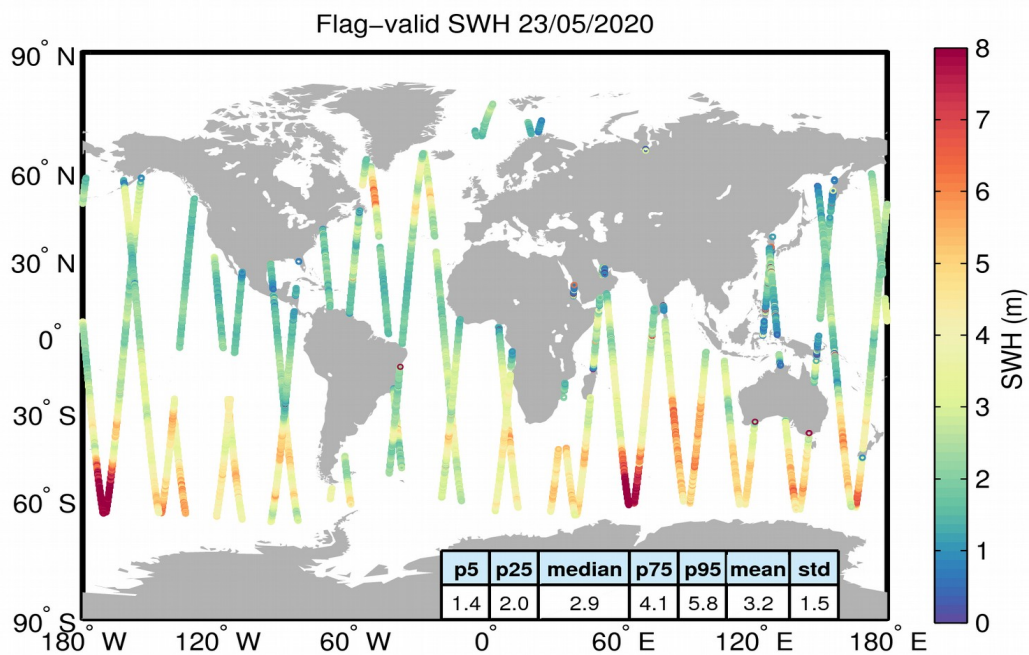 Flag−valid SWH 23/05/2020
90° N
60° N
30° N
0°
30° S
60° S
90° S
180° W 120° W 60° W 0° 60° E 120° E 180° E
p5 p25 median p75 p95 mean std
1.4 2.0 2.9 4.1 5.8 3.2 1.5
8
7
6
5
4
3
2
1
0
SWH (m)